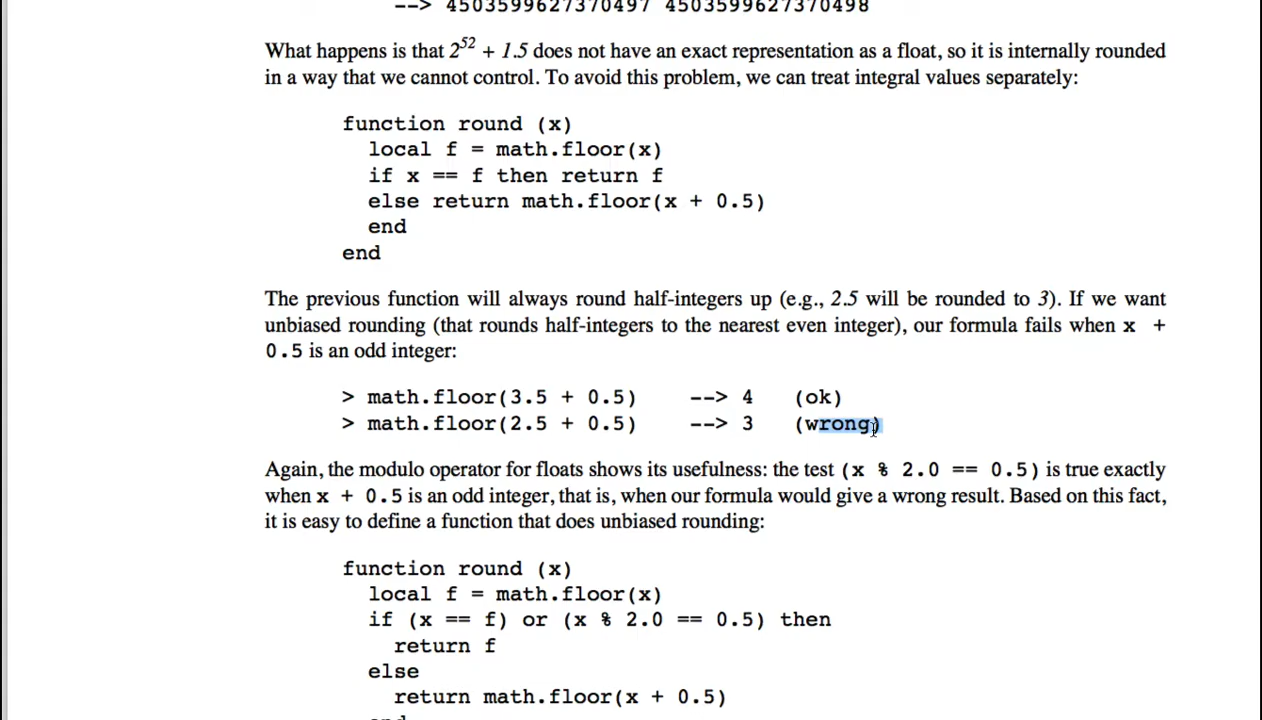 --> 4503599627370497 4503599627370498
What happens is that 2^52 + 1.5 does not have an exact representation as a float, so it is internally rounded
in a way that we cannot control. To avoid this problem, we can treat integral values separately:
function round (x)
local f = math.floor(x)
if x == f then return f
else return math.floor(x + 0.5)
end
end
The previous function will always round half-integers up (e.g., 2.5 will be rounded to 3). If we want
unbiased rounding (that rounds half-integers to the nearest even integer), our formula fails when x +
0.5 is an odd integer:
> math.floor(3.5 + 0.5) --> 4 (ok)
> math.floor(2.5 + 0.5) --> 3 (wrong)
Again, the modulo operator for floats shows its usefulness: the test (x % 2.0 == 0.5) is true exactly
when x + 0.5 is an odd integer, that is, when our formula would give a wrong result. Based on this fact,
it is easy to define a function that does unbiased rounding:
function round (x)
local f = math.floor(x)
if (x == f) or (x % 2.0 == 0.5) then
return f
else
return math.floor(x + 0.5)
end